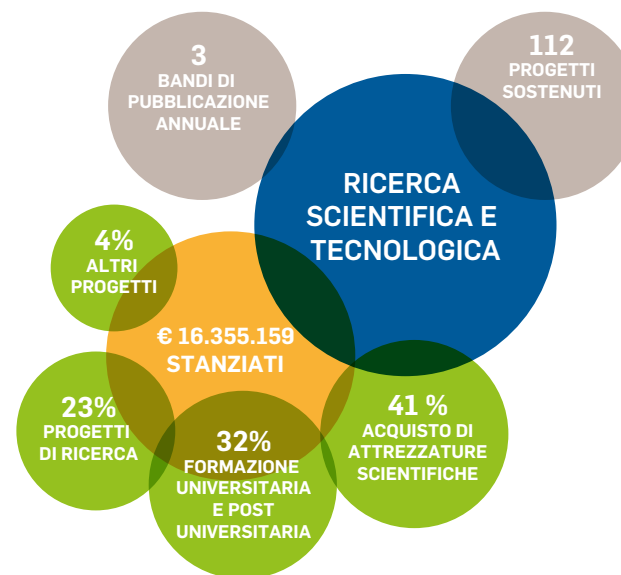 3
BANDI DI
PUBBLICAZIONE
ANNUALE
112
PROGETTI
SOSTENUTI
RICERCA
SCIENTIFICA E
TECNOLOGICA
4%
ALTRI
PROGETTI
€ 16.355.159
STANZIATI
23%
PROGETTI
DI RICERCA
32%
FORMAZIONE
UNIVERSITARIA
E POST
UNIVERSITARIA
41 %
ACQUISTO DI
ATTREZZATURE
SCIENTIFICHE